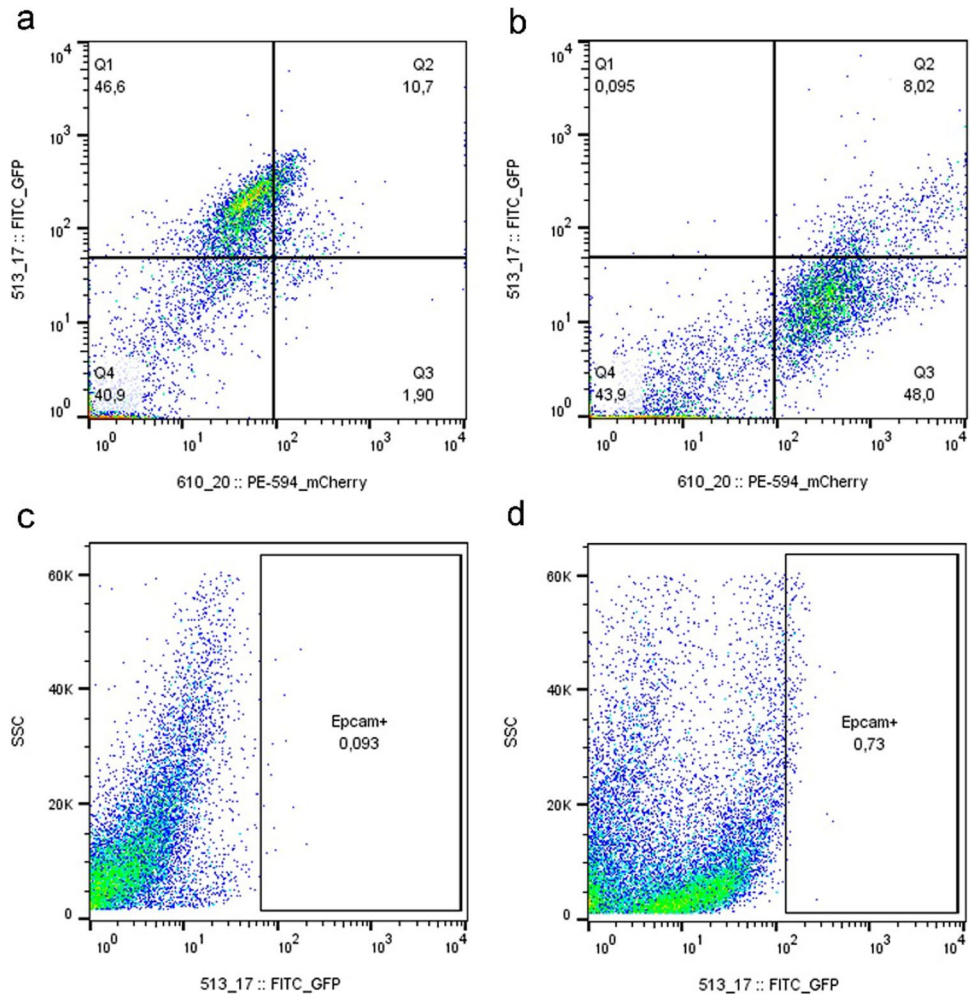 a
10^4
Q1
46,6
Q2
10,7
10^3
513_17 :: FITC_GFP
10^2
10^1
Q4
40,9
Q3
1,90
10^0
10^0 10^1 10^2 10^3 10^4
610_20 :: PE-594_mCherry
b
10^4
Q1
0,095
Q2
8,02
10^3
513_17 :: FITC_GFP
10^2
10^1
Q4
43,9
Q3
48,0
10^0
10^0 10^1 10^2 10^3 10^4
610_20 :: PE-594_mCherry
c
60K
40K
SSC
Epcam+
0,093
20K
0
10^0 10^1 10^2 10^3 10^4
513_17 :: FITC_GFP
d
60K
40K
SSC
Epcam+
0,73
20K
0
10^0 10^1 10^2 10^3 10^4
513_17 :: FITC_GFP